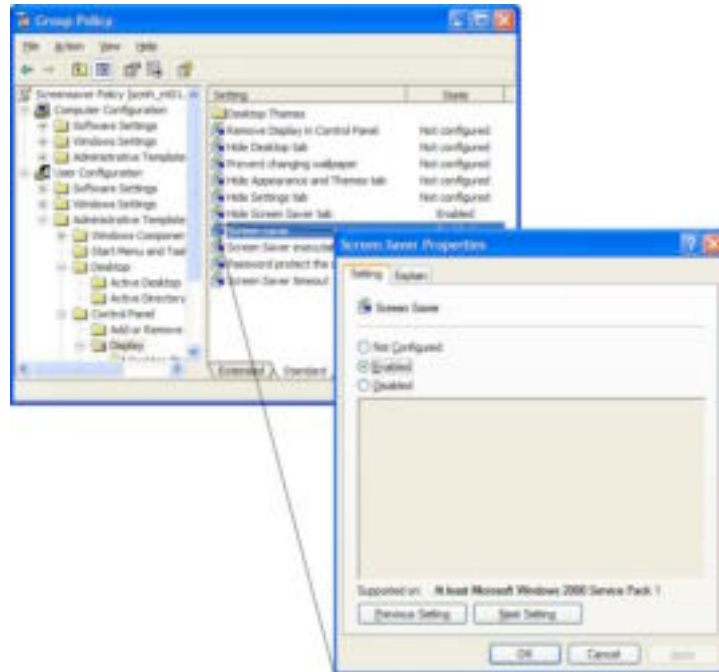 Group Policy
File Action View Help
Screensaver Policy
Computer Configuration
Software Settings
Windows Settings
Administrative Template
User Configuration
Software Settings
Windows Settings
Administrative Template
Windows Componen
Start Menu and Task
Desktop
Active Desktop
Active Directory
Control Panel
Add or Remove
Display
Setting State
Desktop Themes
Remove Display in Control Panel Not configured
Hide Desktop tab Not configured
Prevent changing wallpaper Not configured
Hide Appearance and Themes tab Not configured
Hide Settings tab Not configured
Hide Screen Saver tab Enabled
Screen Saver
Screen Saver executab
Password protect the
Screen Saver timeout
Extended Standard
Screen Saver Properties
Setting Explain
Screen Saver
Not Configured
Enabled
Disabled
Supported on: At least Microsoft Windows 2000 Service Pack 1
Previous Setting Next Setting
OK Cancel Apply